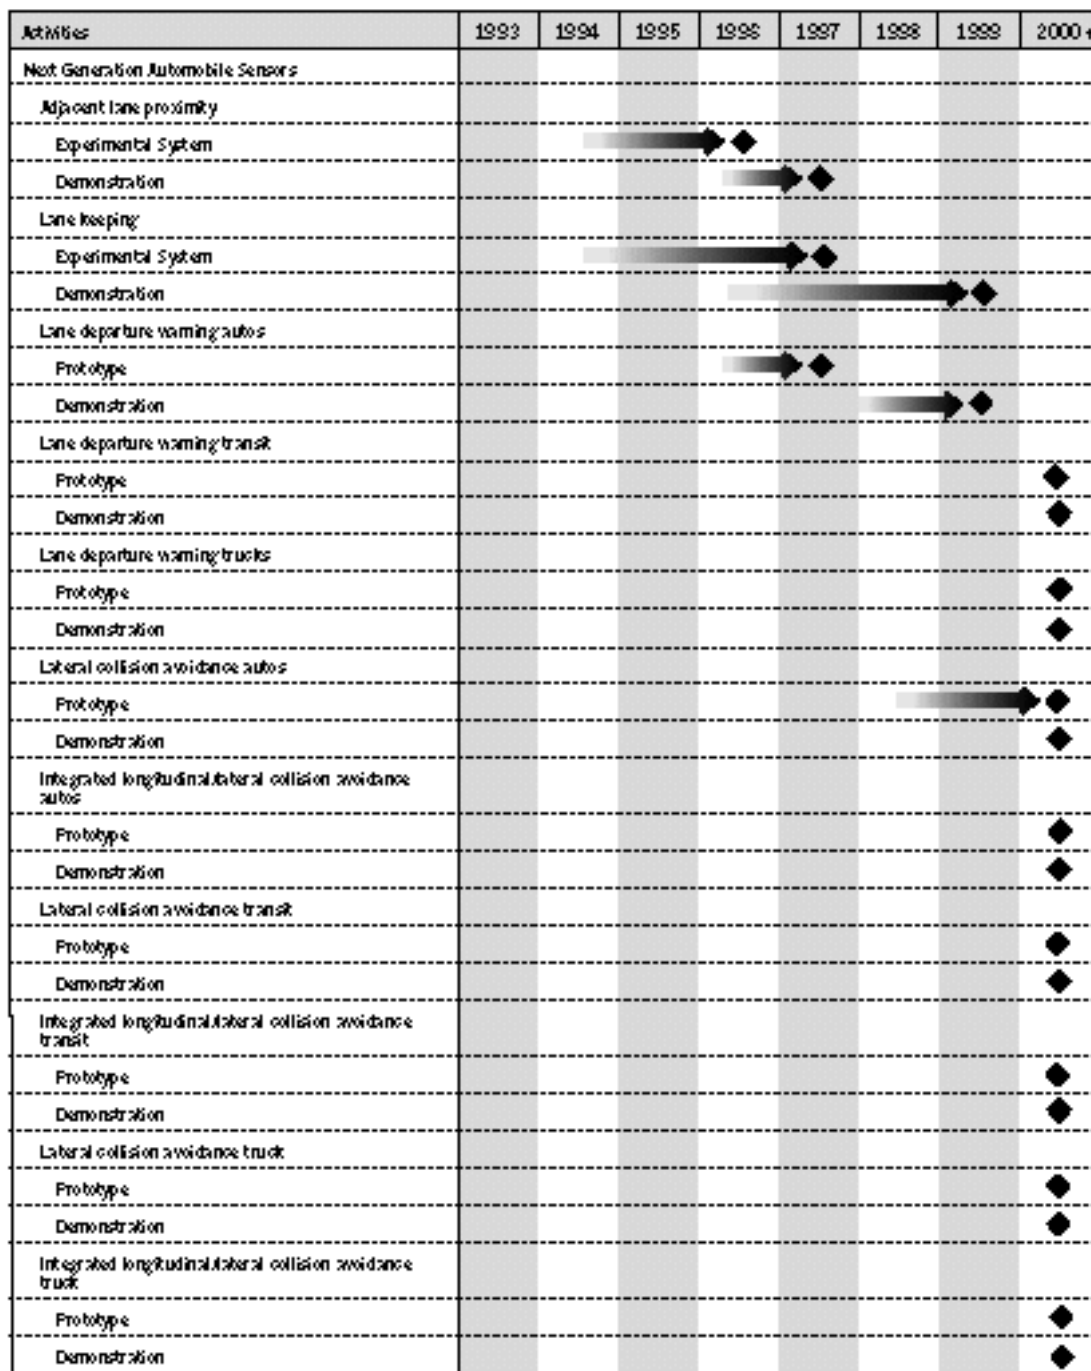 Activities 1993 1994 1995 1996 1997 1998 1999 2000 +
Next Generation Automobile Sensors
Adjacent lane proximity
Experimental System
Demonstration
Lane keeping
Experimental System
Demonstration
Lane departure warning autos
Prototype
Demonstration
Lane departure warning transit
Prototype
Demonstration
Lane departure warning trucks
Prototype
Demonstration
Lateral collision avoidance autos
Prototype
Demonstration
Integrated longitudinal/lateral collision avoidance
autos
Prototype
Demonstration
Lateral collision avoidance transit
Prototype
Demonstration
Integrated longitudinal/lateral collision avoidance
transit
Prototype
Demonstration
Lateral collision avoidance truck
Prototype
Demonstration
Integrated longitudinal/lateral collision avoidance
truck
Prototype
Demonstration